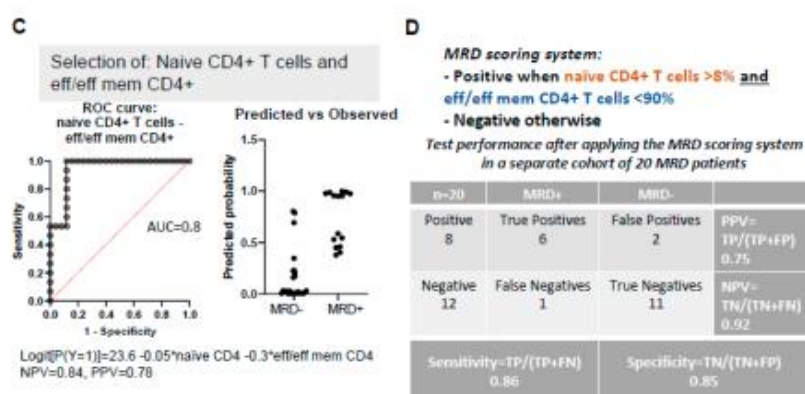 C
Selection of: Naive CD4+ T cells and
eff/eff mem CD4+
ROC curve:
naive CD4+ T cells -
eff/eff mem CD4+
Sensitivity
1.0
0.8
0.6
0.4
0.2
0.0
AUC=0.8
0.0 0.2 0.4 0.6 0.8 1.0
1 - Specificity
Predicted vs Observed
Predicted probability
1.5
1.0
0.5
0.0
MRD- MRD+
Logit[P(Y=1)]=23.6 -0.05*naïve CD4 -0.3*eff/eff mem CD4
NPV=0.84, PPV=0.78
D
MRD scoring system:
- Positive when naïve CD4+ T cells >8% and
eff/eff mem CD4+ T cells <90%
- Negative otherwise
Test performance after applying the MRD scoring system
in a separate cohort of 20 MRD patients
n=20 MRD+ MRD-
Positive
8
True Positives
6
False Positives
2
PPV=
TP/(TP+FP)
0.75
Negative
12
False Negatives
1
True Negatives
11
NPV=
TN/(TN+FN)
0.92
Sensitivity=TP/(TP+FN)
0.86
Specificity=TN/(TN+FP)
0.85